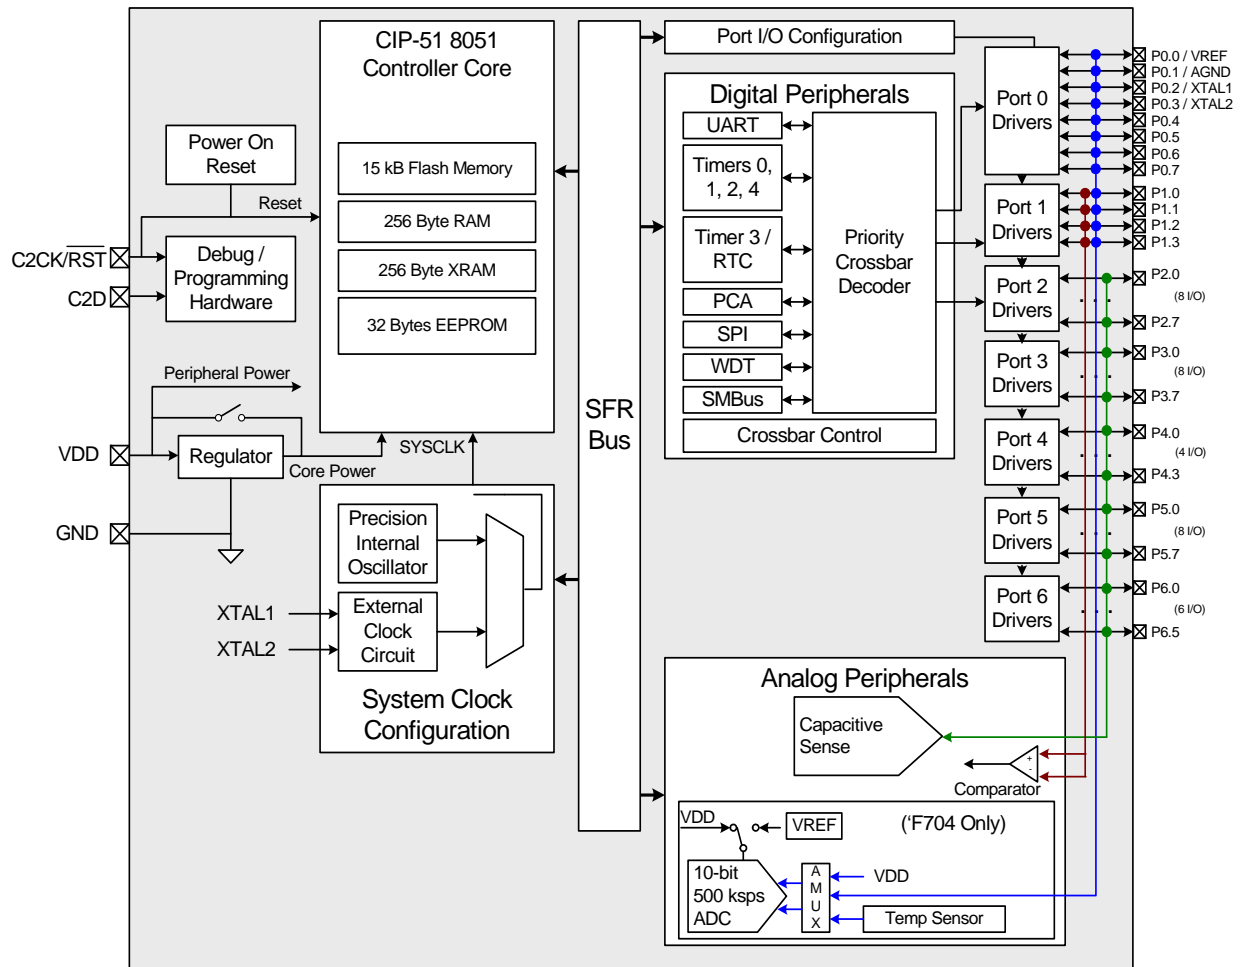 CIP-51 8051
Controller Core
15 kB Flash Memory
256 Byte RAM
256 Byte XRAM
32 Bytes EEPROM
Power On
Reset
Reset
C2CK/RST
C2D
Debug /
Programming
Hardware
Peripheral Power
VDD
Regulator
Core Power
SYSCLK
GND
Precision
Internal
Oscillator
XTAL1
XTAL2
External
Clock
Circuit
System Clock
Configuration
SFR
Bus
Port I/O Configuration
Digital Peripherals
UART
Timers 0,
1, 2, 4
Timer 3 /
RTC
PCA
SPI
WDT
SMBus
Priority
Crossbar
Decoder
Crossbar Control
Port 0
Drivers
Port 1
Drivers
Port 2
Drivers
Port 3
Drivers
Port 4
Drivers
Port 5
Drivers
Port 6
Drivers
P0.0 / VREF
P0.1 / AGND
P0.2 / XTAL1
P0.3 / XTAL2
P0.4
P0.5
P0.6
P0.7
P1.0
P1.1
P1.2
P1.3
P2.0
(8 I/O)
P2.7
P3.0
(8 I/O)
P3.7
P4.0
(4 I/O)
P4.3
P5.0
(8 I/O)
P5.7
P6.0
(6 I/O)
P6.5
Analog Peripherals
Capacitive
Sense
+
-
Comparator
VDD
VREF
('F704 Only)
10-bit
500 ksps
ADC
A
M
U
X
VDD
Temp Sensor